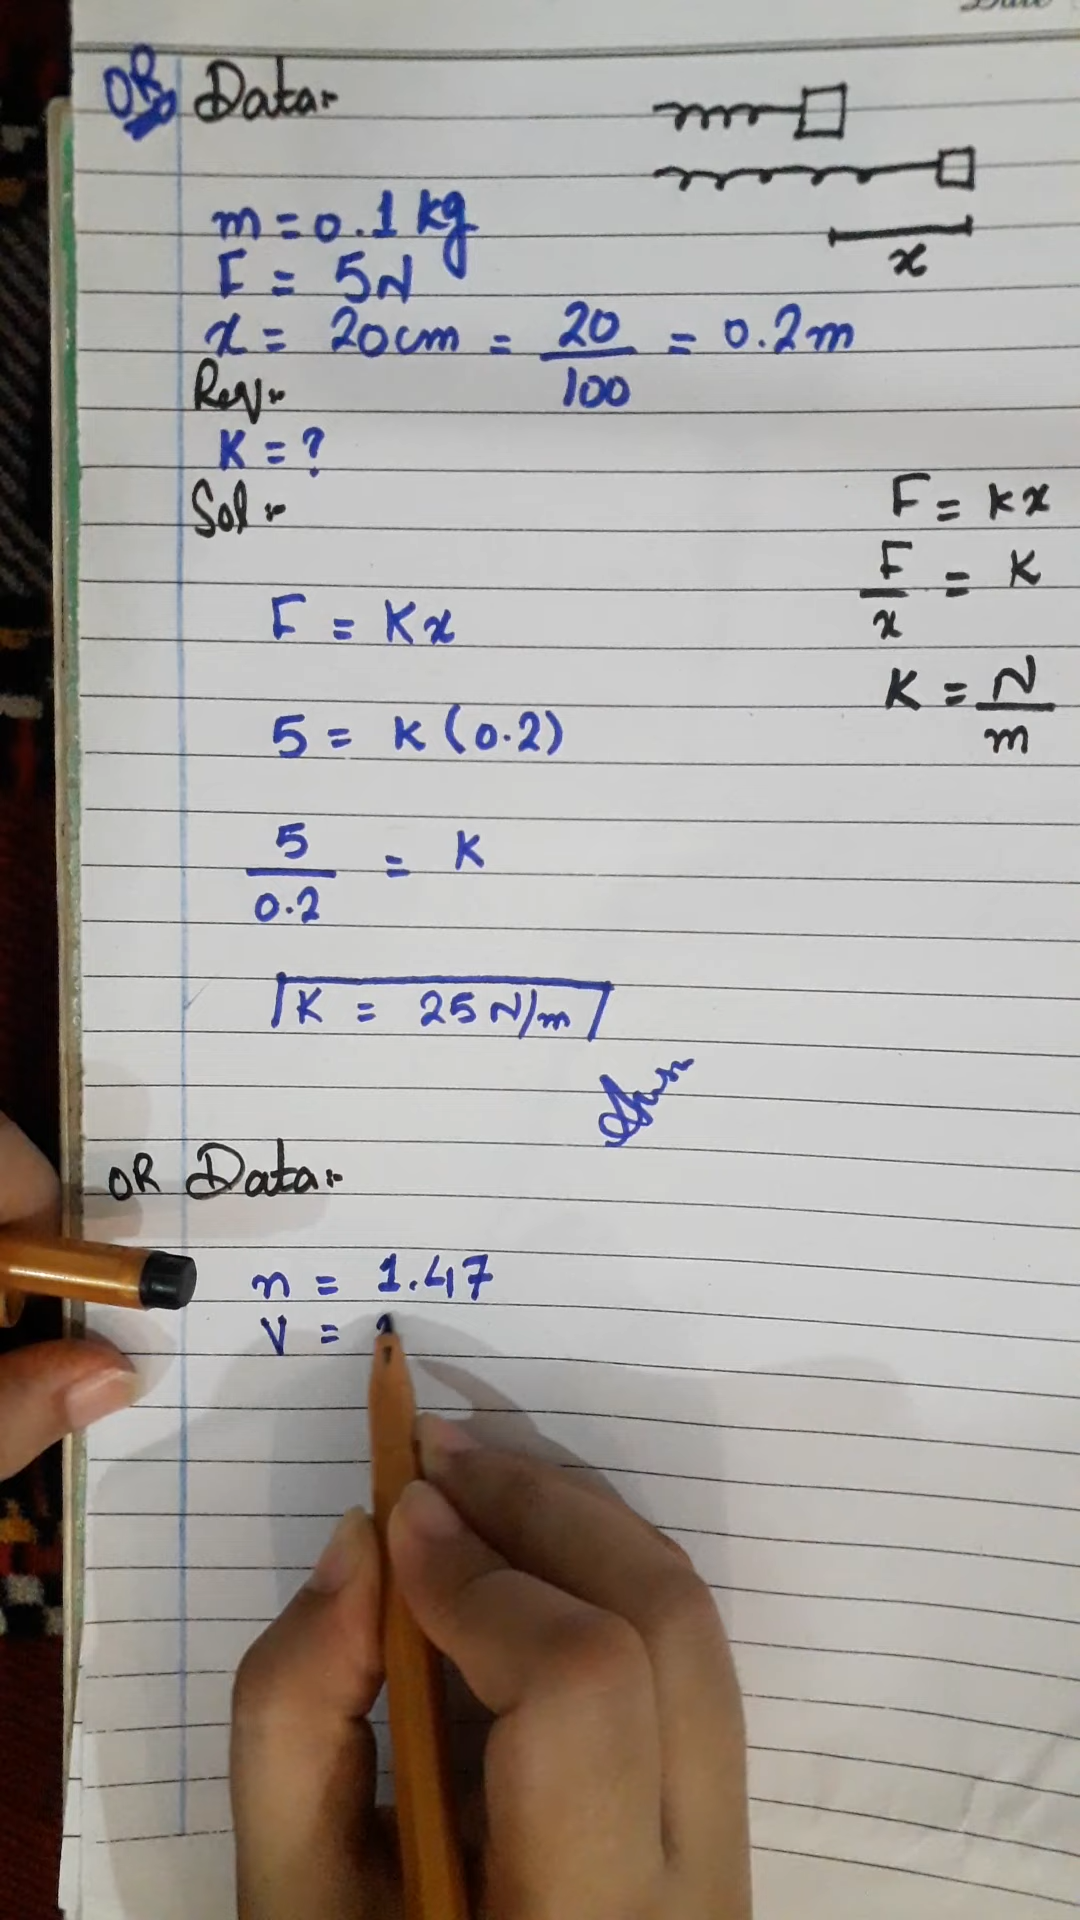 OR Data:-
m = 0.1 kg
F = 5N
x
x = 20cm = 20/100 = 0.2m
Req:-
K = ?
Sol:-
F = Kx
F/x = K
K = N/m
F = Kx
5 = K (0.2)
5/0.2 = K
K = 25 N/m
Ans
OR Data:-
n = 1.47
V =